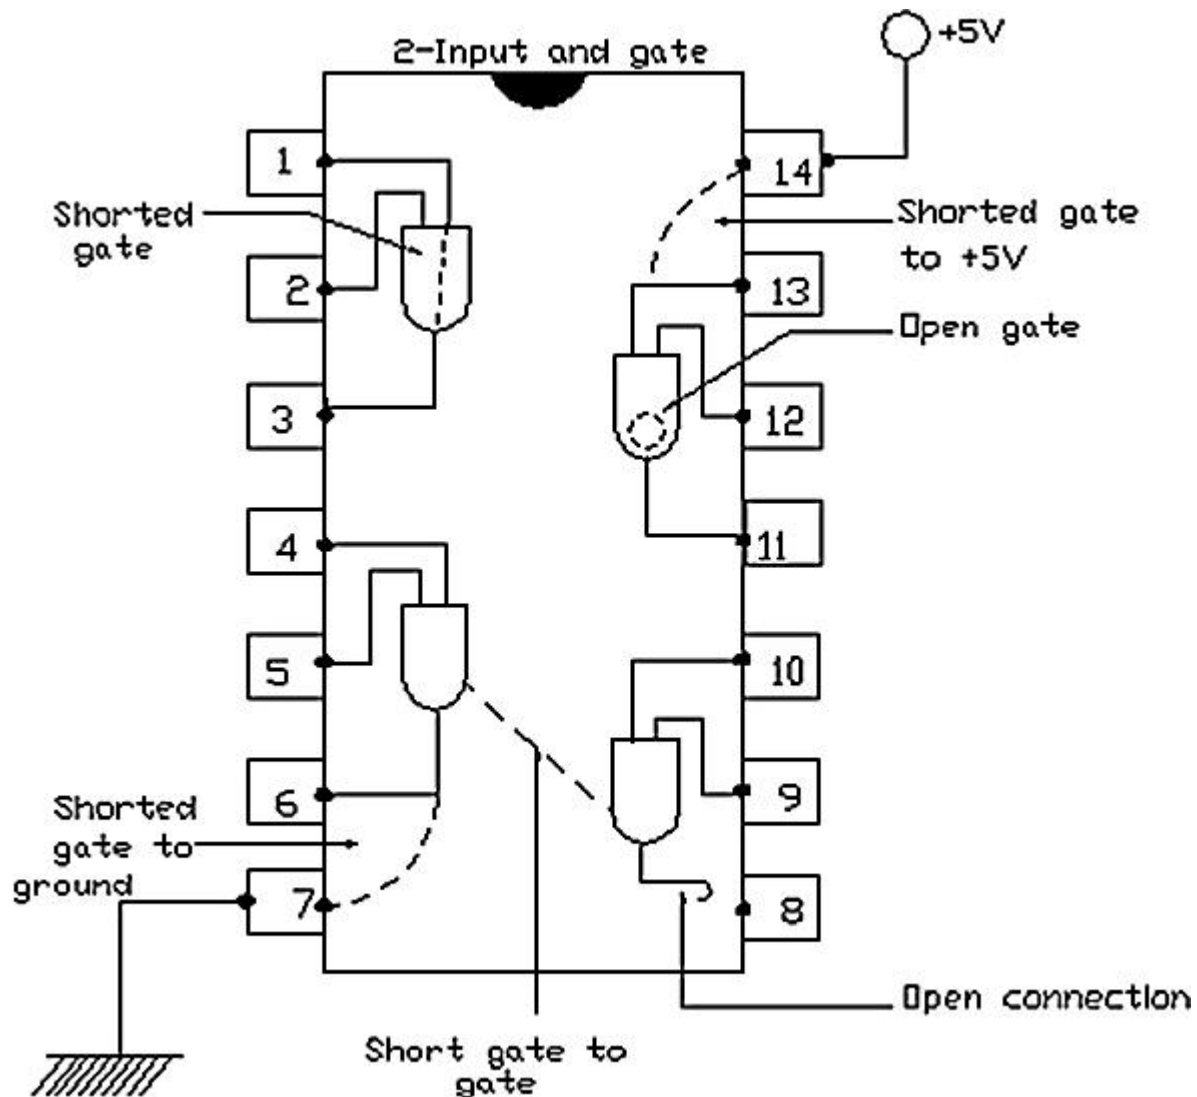 2-Input and gate
+5V
1
14
Shorted
gate
Shorted gate
to +5V
2
13
Open gate
3
12
4
11
5
10
6
9
Shorted
gate to
ground
7
8
Open connection
Short gate to
gate